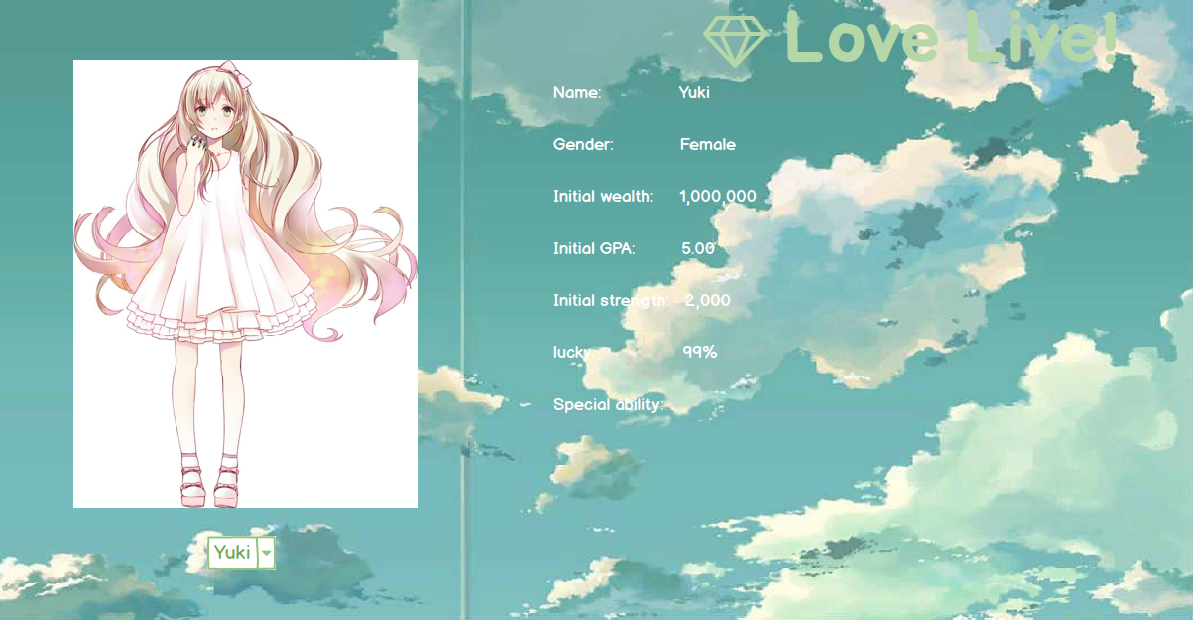 Love Live!
Name: Yuki
Gender: Female
Initial wealth: 1,000,000
Initial GPA: 5.00
Initial strength: 2,000
lucky: 99%
Special ability:
Yuki